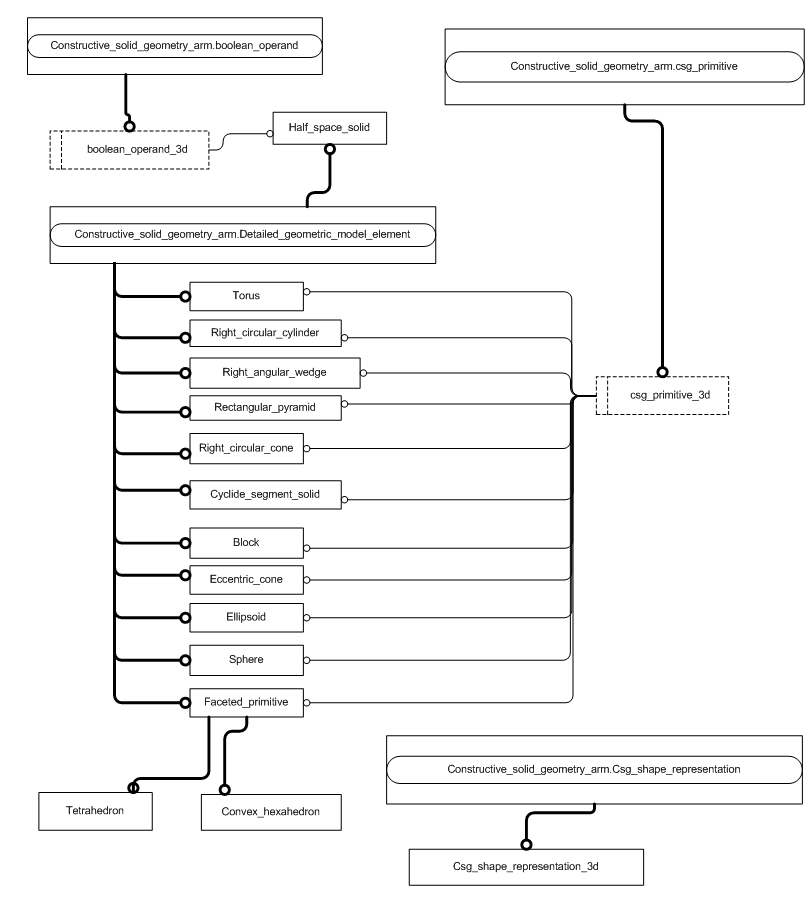 Constructive_solid_geometry_arm.boolean_operand
Constructive_solid_geometry_arm.csg_primitive
Half_space_solid
boolean_operand_3d
Constructive_solid_geometry_arm.Detailed_geometric_model_element
Torus
Right_circular_cylinder
Right_angular_wedge
csg_primitive_3d
Rectangular_pyramid
Right_circular_cone
Cyclide_segment_solid
Block
Eccentric_cone
Ellipsoid
Sphere
Faceted_primitive
Constructive_solid_geometry_arm.Csg_shape_representation
Tetrahedron
Convex_hexahedron
Csg_shape_representation_3d